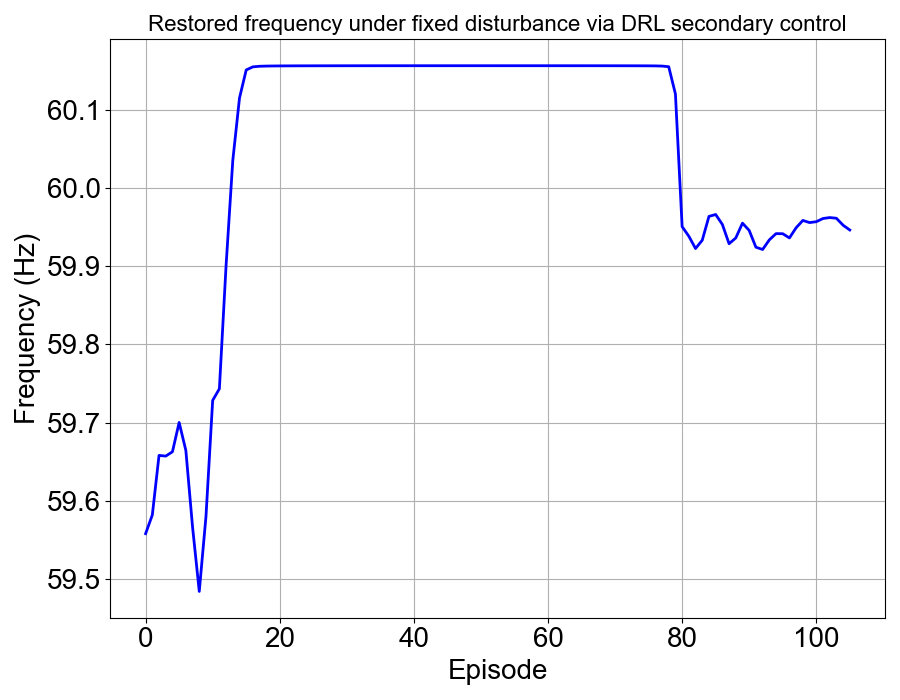 Restored frequency under fixed disturbance via DRL secondary control
Frequency (Hz)
60.1
60.0
59.9
59.8
59.7
59.6
59.5
0 20 40 60 80 100
Episode